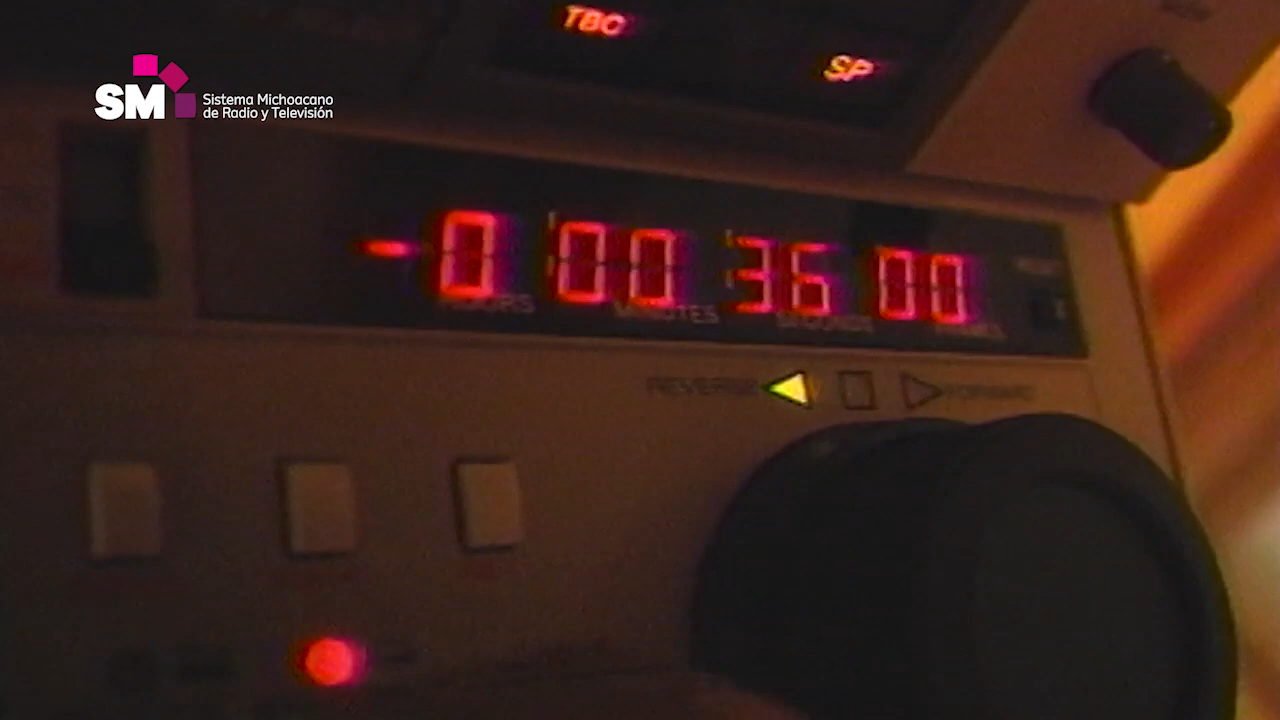 TBC
SP
SM
Sistema Michoacano
de Radio y Televisión
-0 00 36 00
HOURS MINUTES SECONDS
REVERSE